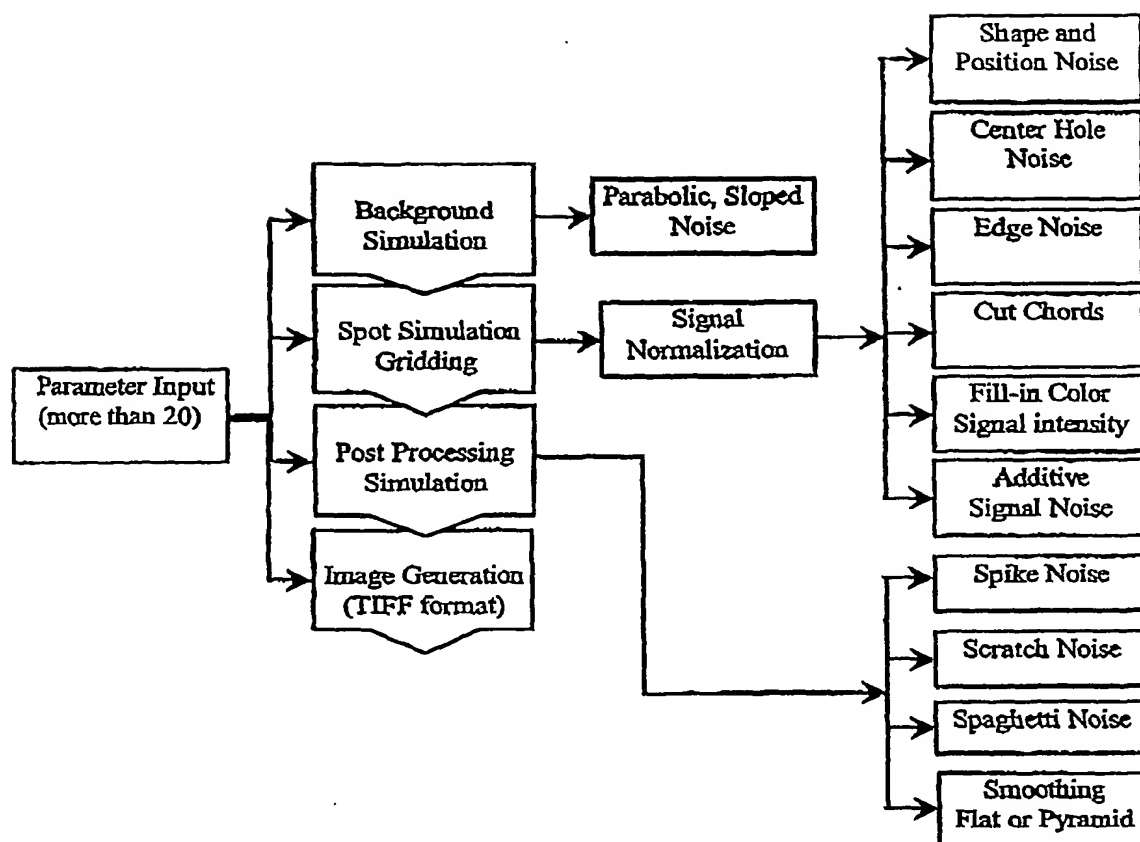 Parameter Input
(more than 20)
Background
Simulation
Spot Simulation
Gridding
Post Processing
Simulation
Image Generation
(TIFF format)
Parabolic, Sloped
Noise
Signal
Normalization
Shape and
Position Noise
Center Hole
Noise
Edge Noise
Cut Chords
Fill-in Color
Signal intensity
Additive
Signal Noise
Spike Noise
Scratch Noise
Spaghetti Noise
Smoothing
Flat or Pyramid